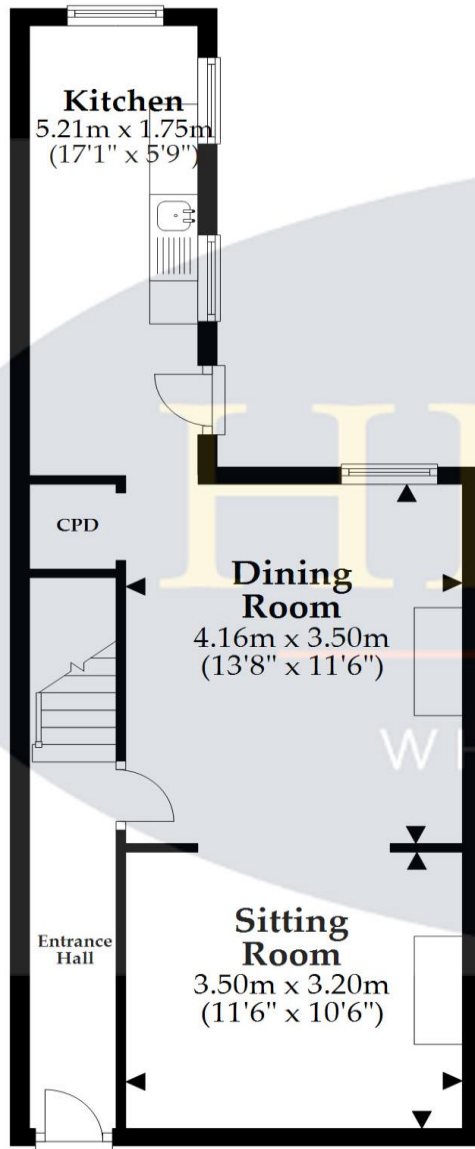 Kitchen
5.21m x 1.75m
(17'1" x 5'9")
CPD
Dining
Room
4.16m x 3.50m
(13'8" x 11'6")
Entrance
Hall
Sitting
Room
3.50m x 3.20m
(11'6" x 10'6")